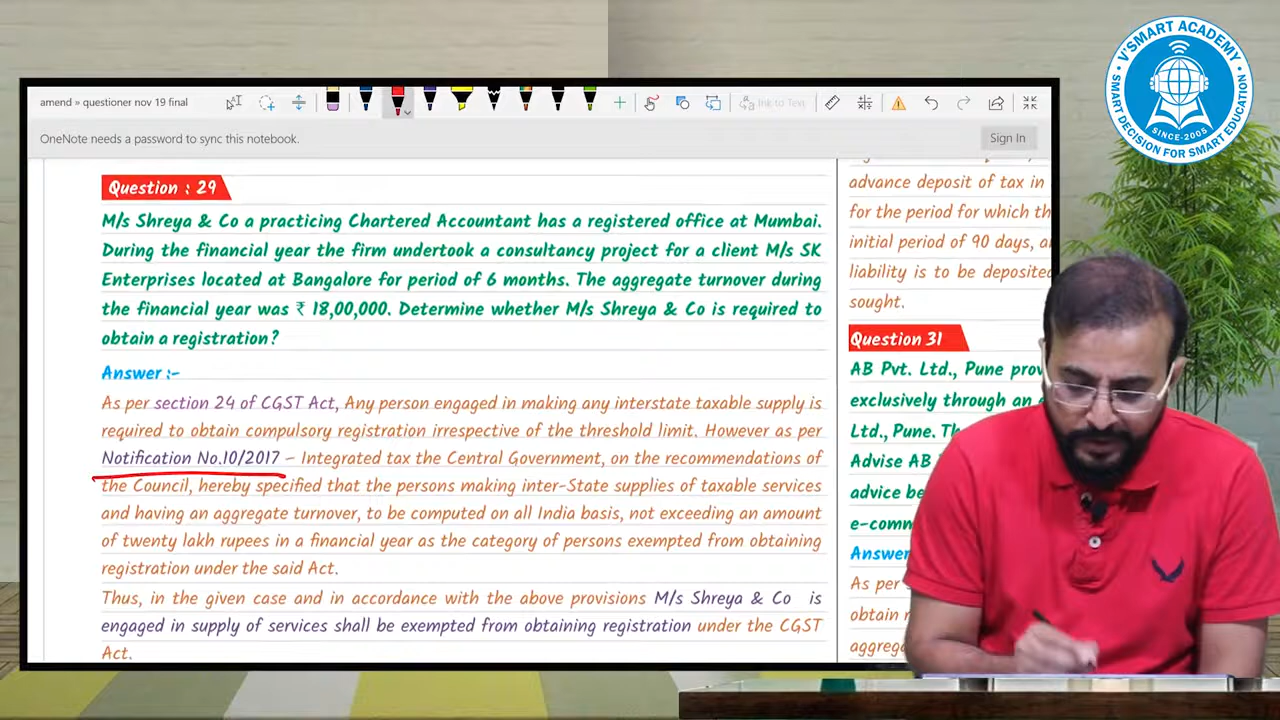 V'SMART ACADEMY
SINCE-2005
SMART DECISION FOR SMART EDUCATION
amend » questioner nov 19 final
Ink to Text
OneNote needs a password to sync this notebook.
Sign In
Question : 29
M/s Shreya & Co a practicing Chartered Accountant has a registered office at Mumbai.
During the financial year the firm undertook a consultancy project for a client M/s SK
Enterprises located at Bangalore for period of 6 months. The aggregate turnover during
the financial year was ₹ 18,00,000. Determine whether M/s Shreya & Co is required to
obtain a registration?
Answer :-
As per section 24 of CGST Act, Any person engaged in making any interstate taxable supply is
required to obtain compulsory registration irrespective of the threshold limit. However as per
Notification No.10/2017 – Integrated tax the Central Government, on the recommendations of
the Council, hereby specified that the persons making inter-State supplies of taxable services
and having an aggregate turnover, to be computed on all India basis, not exceeding an amount
of twenty lakh rupees in a financial year as the category of persons exempted from obtaining
registration under the said Act.
Thus, in the given case and in accordance with the above provisions M/s Shreya & Co is
engaged in supply of services shall be exempted from obtaining registration under the CGST
Act.
advance deposit of tax in
for the period for which th
initial period of 90 days, a
liability is to be deposited
sought.
Question 31
AB Pvt. Ltd., Pune prov
exclusively through an
Ltd., Pune. Th
Advise AB
advice be
e-comm
Answer
As per
obtain
aggreg